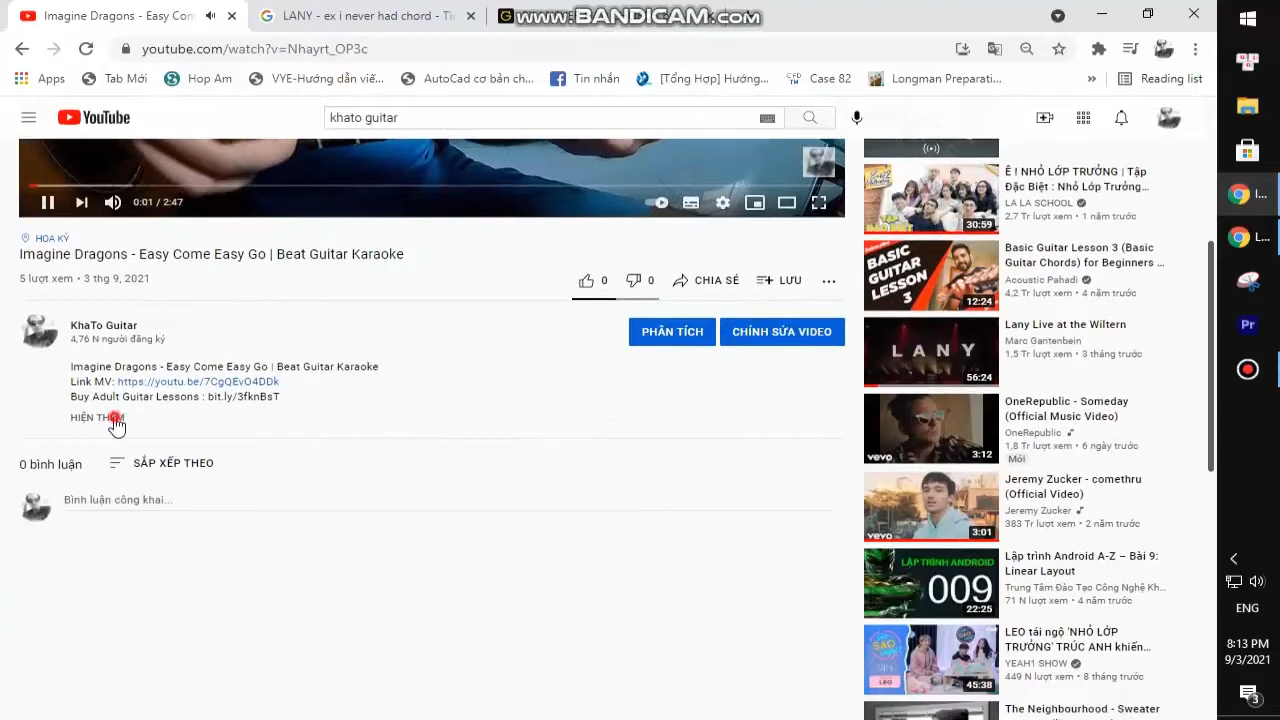 Imagine Dragons - Easy Com
LANY - ex i never had chord - Th
www.BANDICAM.com
youtube.com/watch?v=Nhayrt_OP3c
Apps
Tab Mới
Hop Am
VYE-Hướng dẫn viế...
AutoCad cơ bản ch...
Tin nhắn
[Tổng Hợp] Hướng...
Case 82
Longman Preparati...
»
Reading list
YouTube
khato guitar
0:01 / 2:47
HOA KỲ
Imagine Dragons - Easy Come Easy Go | Beat Guitar Karaoke
5 lượt xem • 3 thg 9, 2021
0
0
CHIA SẺ
LƯU
KhaTo Guitar
4,76 N người đăng ký
PHÂN TÍCH
CHỈNH SỬA VIDEO
Imagine Dragons - Easy Come Easy Go | Beat Guitar Karaoke
Link MV: https://youtu.be/7CgQEvO4DDk
Buy Adult Guitar Lessons : bit.ly/3fknBsT
HIỆN THÊM
0 bình luận
SẮP XẾP THEO
Bình luận công khai...
Ê ! NHỎ LỚP TRƯỞNG | Tập
Đặc Biệt : Nhỏ Lớp Trưởng...
LA LA SCHOOL
2,7 Tr lượt xem • 1 năm trước
30:59
BASIC
GUITAR
LESSON
3
12:24
Basic Guitar Lesson 3 (Basic
Guitar Chords) for Beginners ...
Acoustic Pahadi
4,2 Tr lượt xem • 4 năm trước
LANY
56:24
Lany Live at the Wiltern
Marc Gantenbein
1,5 Tr lượt xem • 3 tháng trước
vevo
3:12
OneRepublic - Someday
(Official Music Video)
OneRepublic
1,8 Tr lượt xem • 6 ngày trước
Mới
vevo
3:01
Jeremy Zucker - comethru
(Official Video)
Jeremy Zucker
383 Tr lượt xem • 2 năm trước
LẬP TRÌNH ANDROID
009
22:25
Lập trình Android A-Z – Bài 9:
Linear Layout
Trung Tâm Đào Tạo Công Nghệ Kh...
71 N lượt xem • 4 năm trước
LEO
45:38
LEO tái ngộ 'NHỎ LỚP
TRƯỞNG' TRÚC ANH khiến...
YEAH1 SHOW
449 N lượt xem • 8 tháng trước
The Neighbourhood - Sweater
I...
L...
Pr
ENG
8:13 PM
9/3/2021
3